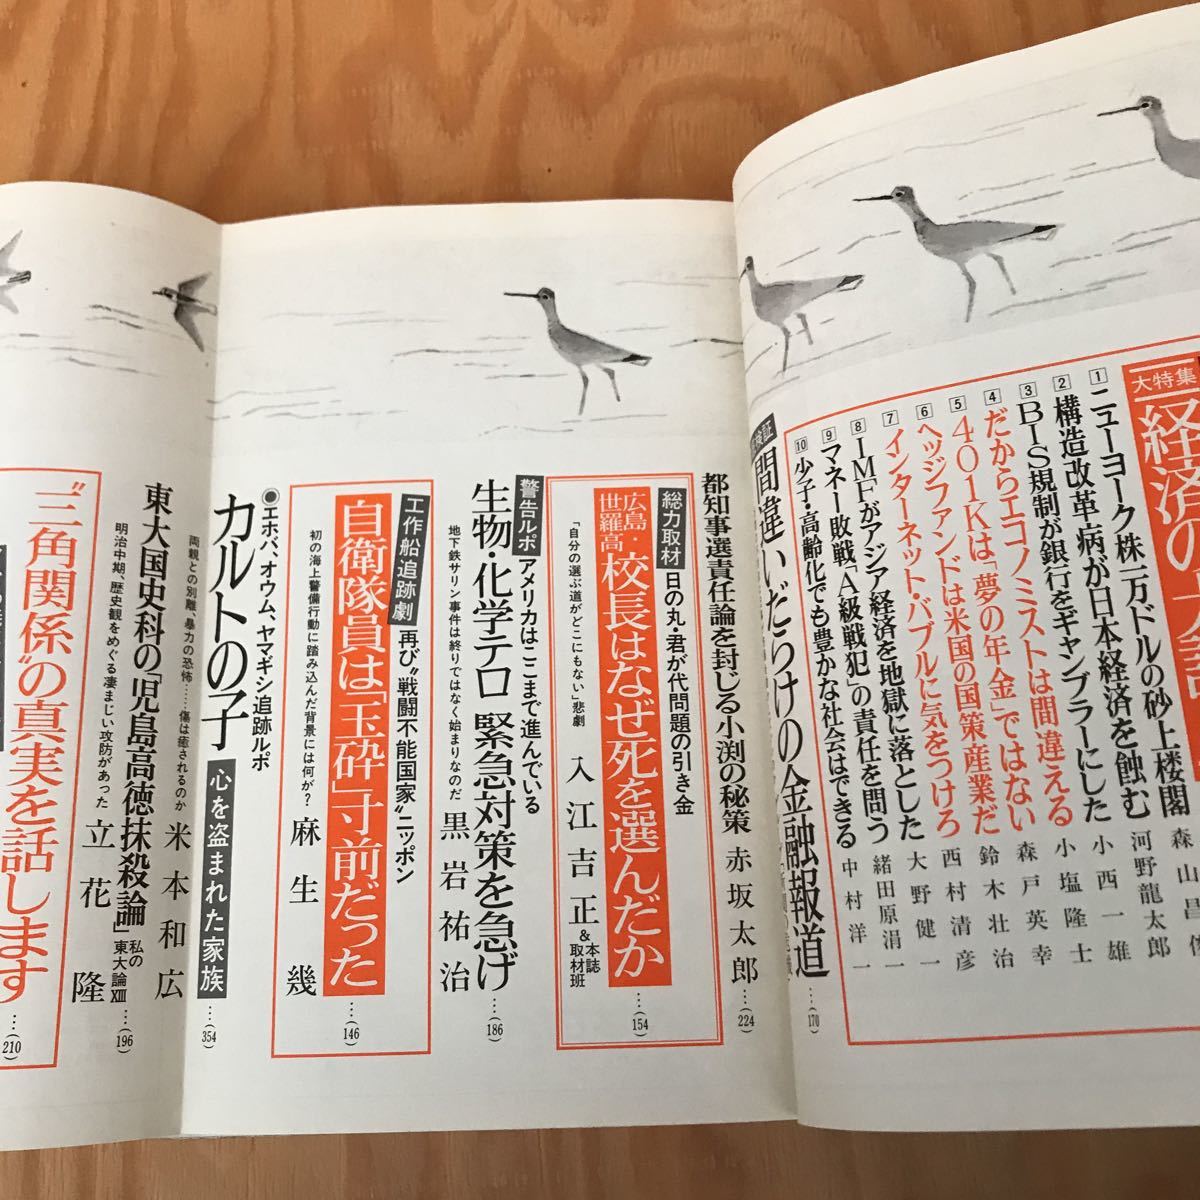 大特集
経済の
1 ニューヨーク株一万ドルの砂上楼閣 森山昌俊
2 構造改革病が日本経済を蝕む 河野龍太郎
3 BIS規制が銀行をギャンブラーにした 小西一雄
4 だからエコノミストは間違える 小塩隆士
5 401Kは「夢の年金」ではない 森戸英幸
6 ヘッジファンドは米国の国策産業だ 鈴木壮治
7 インターネット・バブルに気をつけろ 西村清彦
8 IMFがアジア経済を地獄に落とした 大野健一
9 マネー敗戦「A級戦犯」の責任を問う 緒田原涓一
10 少子・高齢化でも豊かな社会はできる 中村洋一
検証
間違いだらけの金融報道
…(170)
都知事選責任論を封じる小渕の秘策 赤坂太郎 …(224)
総力取材 日の丸・君が代問題の引き金
広島・世羅高 校長はなぜ死を選んだか …(154)
「自分の選ぶ道がどこにもない」悲劇 入江吉正 & 本誌取材班
警告ルポ アメリカはここまで進んでいる
生物・化学テロ 緊急対策を急げ …(186)
地下鉄サリン事件は終りではなく始まりなのだ 黒岩祐治
工作船追跡劇 再び“戦闘不能国家”ニッポン
自衛隊員は「玉砕」寸前だった …(146)
初の海上警備行動に踏み込んだ背景には何が? 麻生幾
●エホバ、オウム、ヤマギシ追跡ルポ
カルトの子 心を盗まれた家族 …(354)
両親との別離、暴力の恐怖……傷は癒されるのか 米本和広
東大国史科の「児島高徳抹殺論」 私の東大論XIII …(196)
明治中期、歴史観をめぐる凄まじい攻防があった 立花隆
“三角関係”の真実を話します …(210)